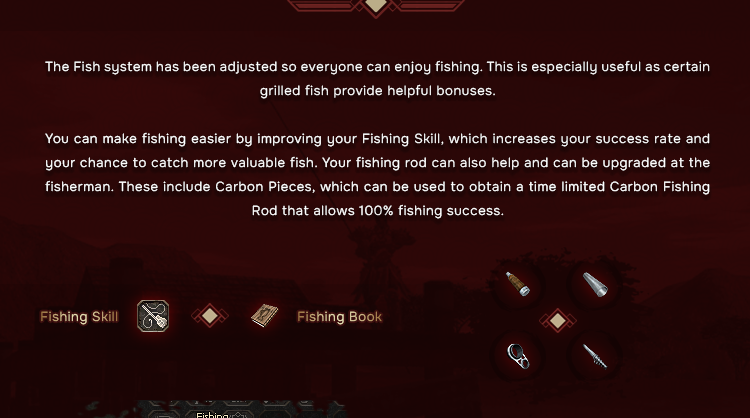 The Fish system has been adjusted so everyone can enjoy fishing. This is especially useful as certain
grilled fish provide helpful bonuses.
You can make fishing easier by improving your Fishing Skill, which increases your success rate and
your chance to catch more valuable fish. Your fishing rod can also help and can be upgraded at the
fisherman. These include Carbon Pieces, which can be used to obtain a time limited Carbon Fishing
Rod that allows 100% fishing success.
Fishing Skill
Fishing Book
Fishing